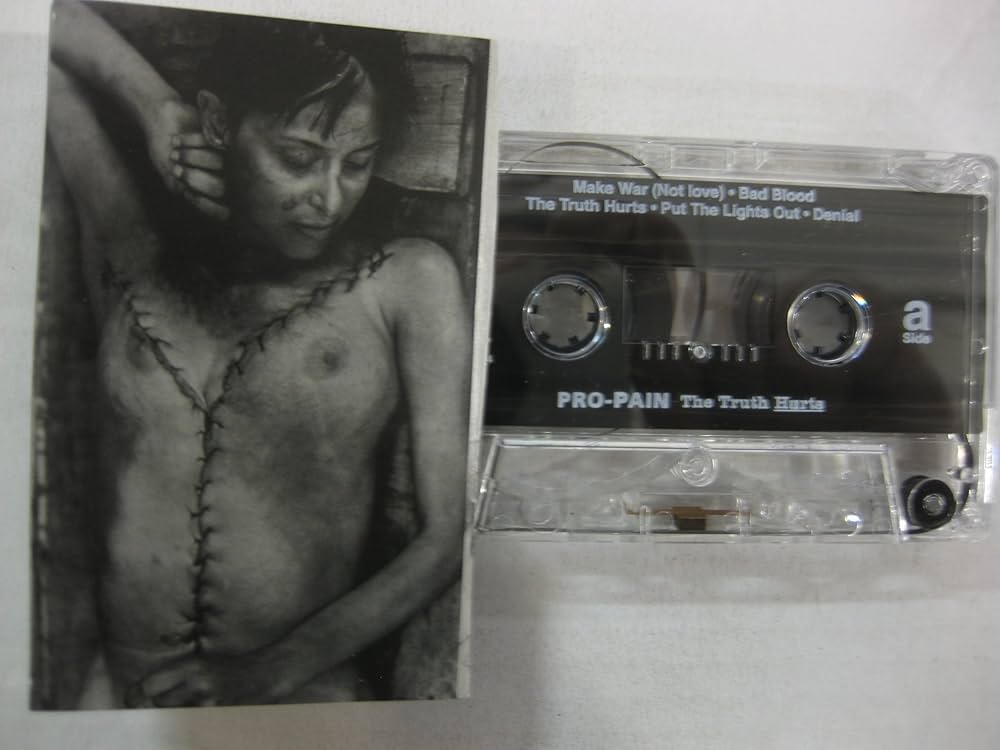 Make War (Not love) • Bad Blood
The Truth Hurts • Put The Lights Out • Denial
a
Side
PRO-PAIN The Truth Hurts